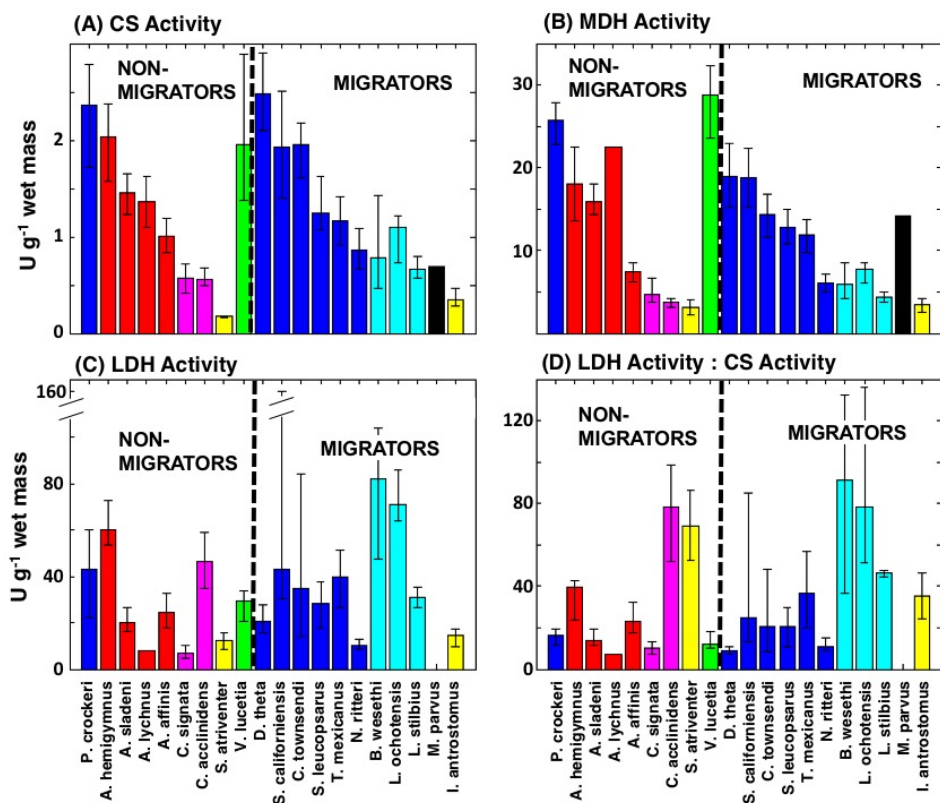 (A) CS Activity
(B) MDH Activity
NON-
MIGRATORS
MIGRATORS
NON-
MIGRATORS
MIGRATORS
U g⁻¹ wet mass
2
1
0
30
20
10
(C) LDH Activity
(D) LDH Activity : CS Activity
NON-
MIGRATORS
MIGRATORS
NON-
MIGRATORS
MIGRATORS
U g⁻¹ wet mass
160
80
40
0
120
80
40
0
P. crockeri
A. hemigymnus
A. sladeni
A. lychnus
A. affinis
C. signata
C. acclinidens
S. atriventer
V. lucetia
D. theta
S. californiensis
C. townsendi
S. leucopsarus
T. mexicanus
N. ritteri
B. wesethi
L. ochotensis
L. stilbius
M. parvus
I. antrostomus
P. crockeri
A. hemigymnus
A. sladeni
A. lychnus
A. affinis
C. signata
C. acclinidens
S. atriventer
V. lucetia
D. theta
S. californiensis
C. townsendi
S. leucopsarus
T. mexicanus
N. ritteri
B. wesethi
L. ochotensis
L. stilbius
M. parvus
I. antrostomus